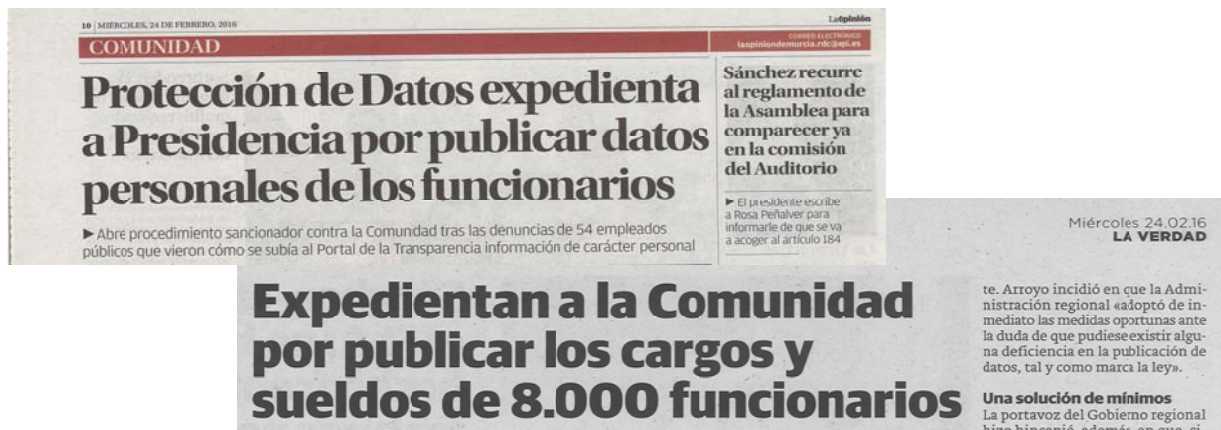 10 | MIÉRCOLES, 24 DE FEBRERO, 2016
LaOpinión
COMUNIDAD
CORREO ELECTRÓNICO
laopiniondemurcia.rdc@epi.es
Protección de Datos expedienta
a Presidencia por publicar datos
personales de los funcionarios
▶ Abre procedimiento sancionador contra la Comunidad tras las denuncias de 54 empleados
públicos que vieron cómo se subía al Portal de la Transparencia información de carácter personal
Sánchez recurre
al reglamento de
la Asamblea para
comparecer ya
en la comisión
del Auditorio
▶ El presidente escribe
a Rosa Peñalver para
informarle de que se va
a acoger al artículo 184
Miércoles 24.02.16
LA VERDAD
Expedientan a la Comunidad
por publicar los cargos y
sueldos de 8.000 funcionarios
te. Arroyo incidió en que la Admi-
nistración regional «adoptó de in-
mediato las medidas oportunas ante
la duda de que pudiese existir algu-
na deficiencia en la publicación de
datos, tal y como marca la ley».
Una solución de mínimos
La portavoz del Gobierno regional
hizo hincapié, además, en que, si